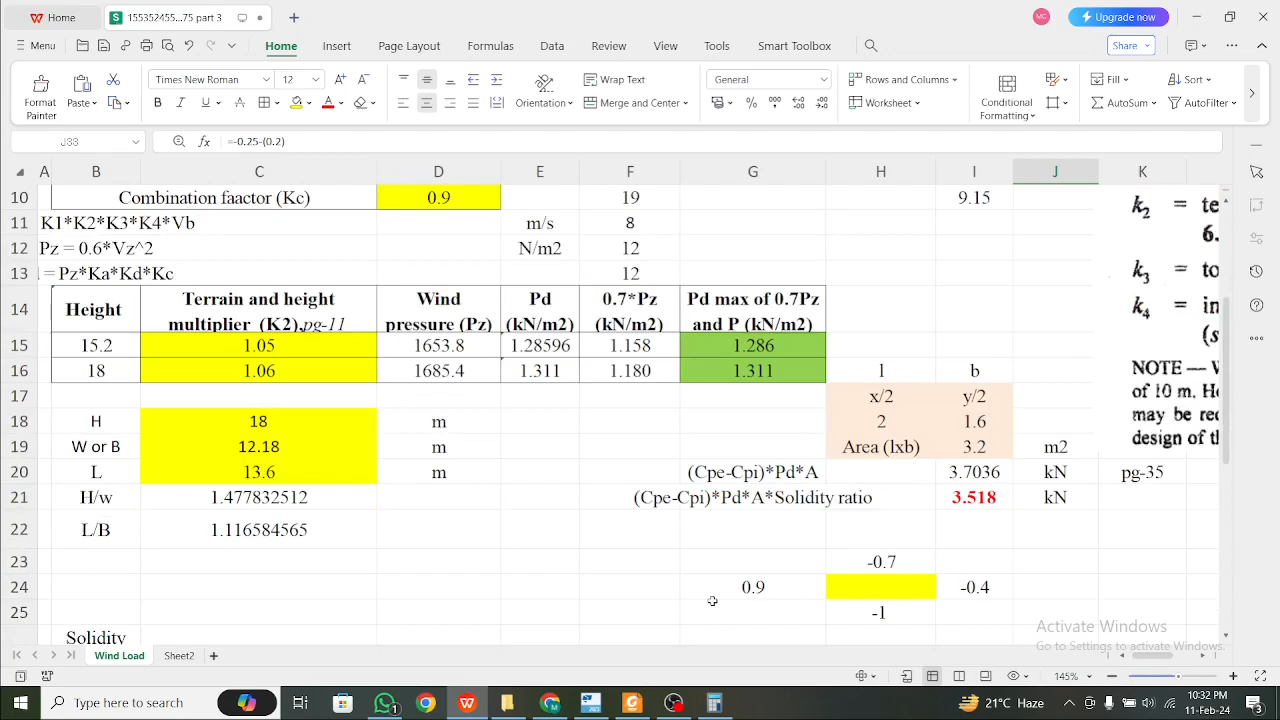 Home
155352455...75 part 3
MC
Upgrade now
Menu
Home
Insert
Page Layout
Formulas
Data
Review
View
Tools
Smart Toolbox
Share
Format Painter
Paste
Times New Roman
12
Orientation
Wrap Text
Merge and Center
General
Rows and Columns
Worksheet
Conditional Formatting
Fill
Sort
AutoSum
AutoFilter
J33
fx
=-0.25-(0.2)
A B C D E F G H I J K
10 Combination faactor (Kc) 0.9 19 9.15
11 K1*K2*K3*K4*Vb m/s 8
12 Pz = 0.6*Vz^2 N/m2 12
13 = Pz*Ka*Kd*Kc 12
14 Height Terrain and height multiplier (K2),pg-11 Wind pressure (Pz) Pd (kN/m2) 0.7*Pz (kN/m2) Pd max of 0.7Pz and P (kN/m2)
15 15.2 1.05 1653.8 1.28596 1.158 1.286
16 18 1.06 1685.4 1.311 1.180 1.311 l b
17 x/2 y/2
18 H 18 m 2 1.6
19 W or B 12.18 m Area (lxb) 3.2 m2
20 L 13.6 m (Cpe-Cpi)*Pd*A 3.7036 kN pg-35
21 H/w 1.477832512 (Cpe-Cpi)*Pd*A*Solidity ratio 3.518 kN
22 L/B 1.116584565
23 -0.7
24 0.9 -0.4
25 -1
Solidity
k2 = te
6.
k3 = to
k4 = in
(s
NOTE — W
of 10 m. He
may be rec
design of th
Activate Windows
Go to Settings to activate Windows.
Wind Load
Sheet2
145%
Type here to search
1
21°C Haze
10:32 PM
11-Feb-24